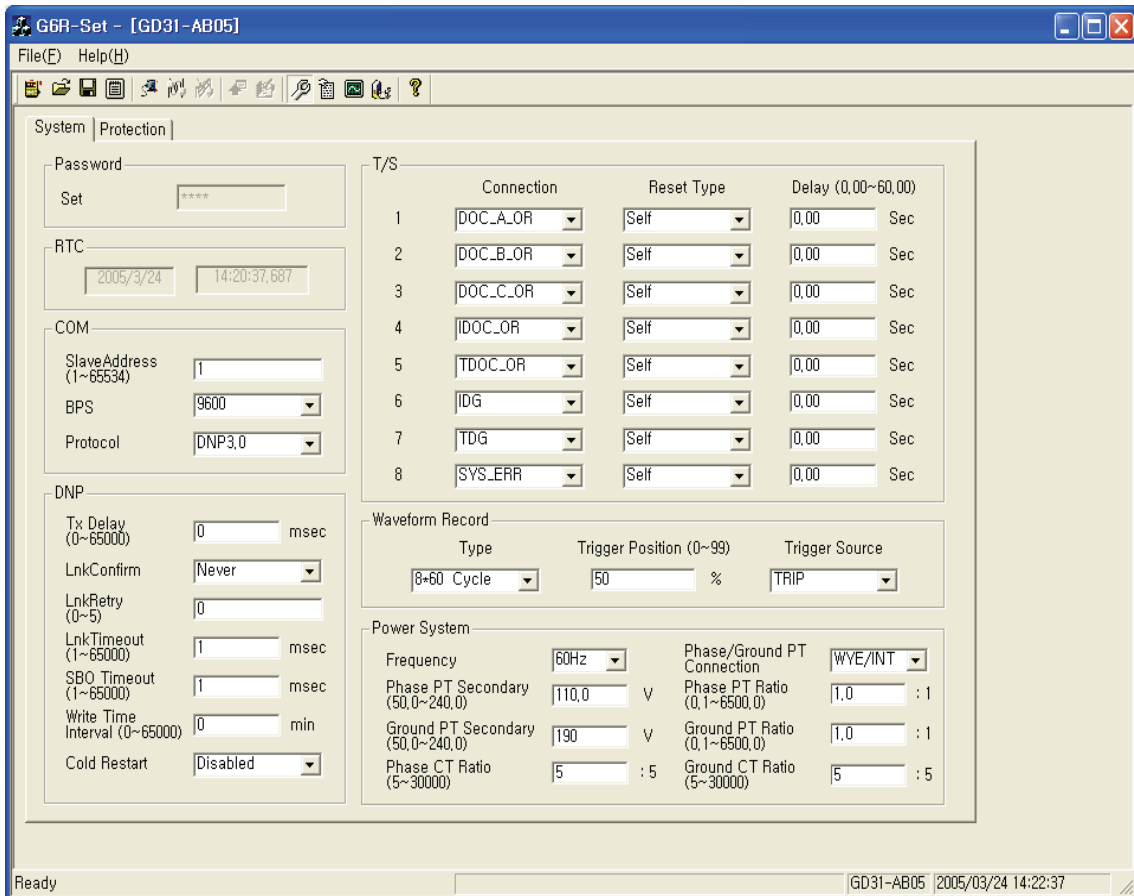 G6R-Set - [GD31-AB05]
File(F) Help(H)
System Protection
Password
Set ****
RTC
2005/3/24 14:20:37,687
COM
SlaveAddress
(1~65534)
1
BPS 9600
Protocol DNP3,0
DNP
Tx Delay
(0~65000)
0 msec
LnkConfirm Never
LnkRetry
(0~5)
0
LnkTimeout
(1~65000)
1 msec
SBO Timeout
(1~65000)
1 msec
Write Time
Interval (0~65000)
0 min
Cold Restart Disabled
T/S
Connection Reset Type Delay (0,00~60,00)
1 DOC_A_OR Self 0,00 Sec
2 DOC_B_OR Self 0,00 Sec
3 DOC_C_OR Self 0,00 Sec
4 IDOC_OR Self 0,00 Sec
5 TDOC_OR Self 0,00 Sec
6 IDG Self 0,00 Sec
7 TDG Self 0,00 Sec
8 SYS_ERR Self 0,00 Sec
Waveform Record
Type Trigger Position (0~99) Trigger Source
8*60 Cycle 50 % TRIP
Power System
Frequency 60Hz
Phase/Ground PT
Connection
WYE/INT
Phase PT Secondary
(50,0~240,0)
110,0 V
Phase PT Ratio
(0,1~6500,0)
1,0 : 1
Ground PT Secondary
(50,0~240,0)
190 V
Ground PT Ratio
(0,1~6500,0)
1,0 : 1
Phase CT Ratio
(5~30000)
5 : 5
Ground CT Ratio
(5~30000)
5 : 5
Ready GD31-AB05 2005/03/24 14:22:37